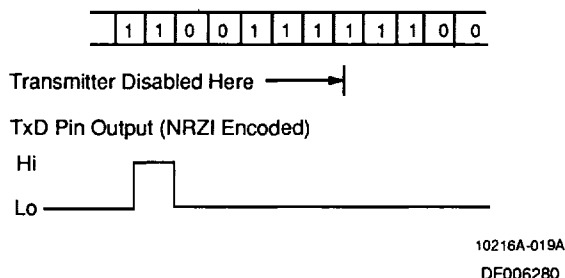 1 1 0 0 1 1 1 1 1 1 0 0
Transmitter Disabled Here
TxD Pin Output (NRZI Encoded)
Hi
Lo
10216A-019A
DF006280